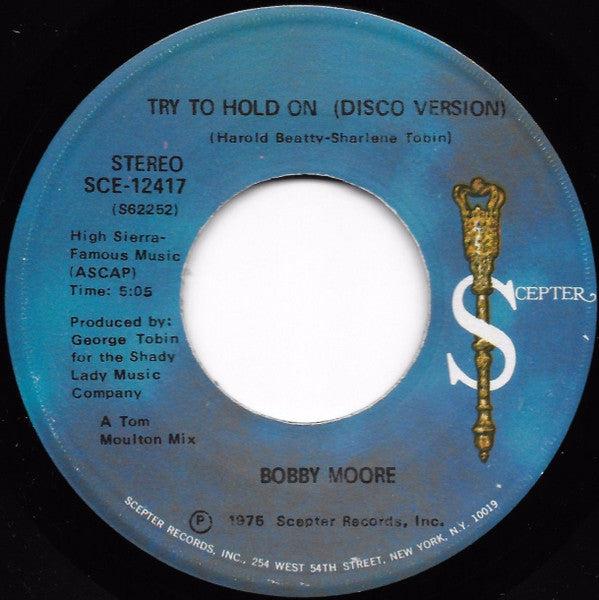 TRY TO HOLD ON (DISCO VERSION)
(Harold Beatty-Sharlene Tobin)
STEREO
SCE-12417
(S62252)
High Sierra-
Famous Music
(ASCAP)
Time: 5:05
Produced by:
George Tobin
for the Shady
Lady Music
Company
A Tom
Moulton Mix
SCEPTER
BOBBY MOORE
Ⓟ 1975 Scepter Records, Inc.
SCEPTER RECORDS, INC., 254 WEST 54TH STREET, NEW YORK, N.Y. 10019